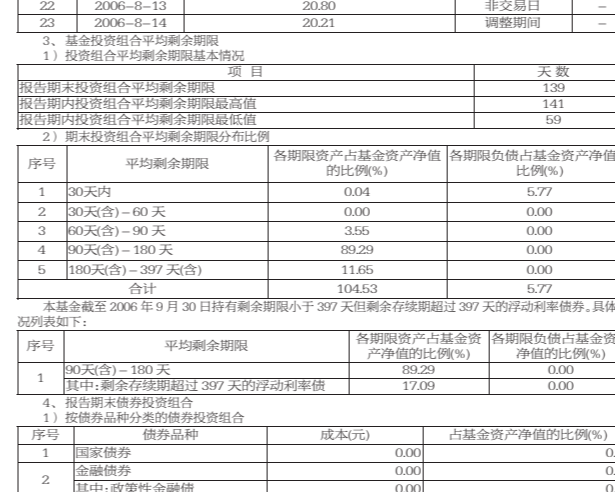 22 2006-8-13 20.80 非交易日 –
23 2006-8-14 20.21 调整期间 –
3、基金投资组合平均剩余期限
1）投资组合平均剩余期限基本情况
项 目 天 数
报告期末投资组合平均剩余期限 139
报告期内投资组合平均剩余期限最高值 141
报告期内投资组合平均剩余期限最低值 59
2）期末投资组合平均剩余期限分布比例
序号 平均剩余期限 各期限资产占基金资产净值的比例(%) 各期限负债占基金资产净值比例(%)
1 30天内 0.04 5.77
2 30天(含)–60 天 0.00 0.00
3 60天(含)–90 天 3.55 0.00
4 90天(含)–180 天 89.29 0.00
5 180天(含)–397 天(含) 11.65 0.00
合计 104.53 5.77
本基金截至 2006 年 9 月 30 日持有剩余期限小于 397 天但剩余存续期超过 397 天的浮动利率债券。具体
况列表如下：
序号 平均剩余期限 各期限资产占基金资产净值的比例(%) 各期限负债占基金资净值的比例(%)
1 90天(含)–180 天 89.29 0.00
其中:剩余存续期超过 397 天的浮动利率债 17.09 0.00
4、报告期末债券投资组合
1）按债券品种分类的债券投资组合
序号 债券品种 成本(元) 占基金资产净值的比例(%)
1 国家债券 0.00 0.
2 金融债券 0.00 0.
其中:政策性金融债 0.00 0.